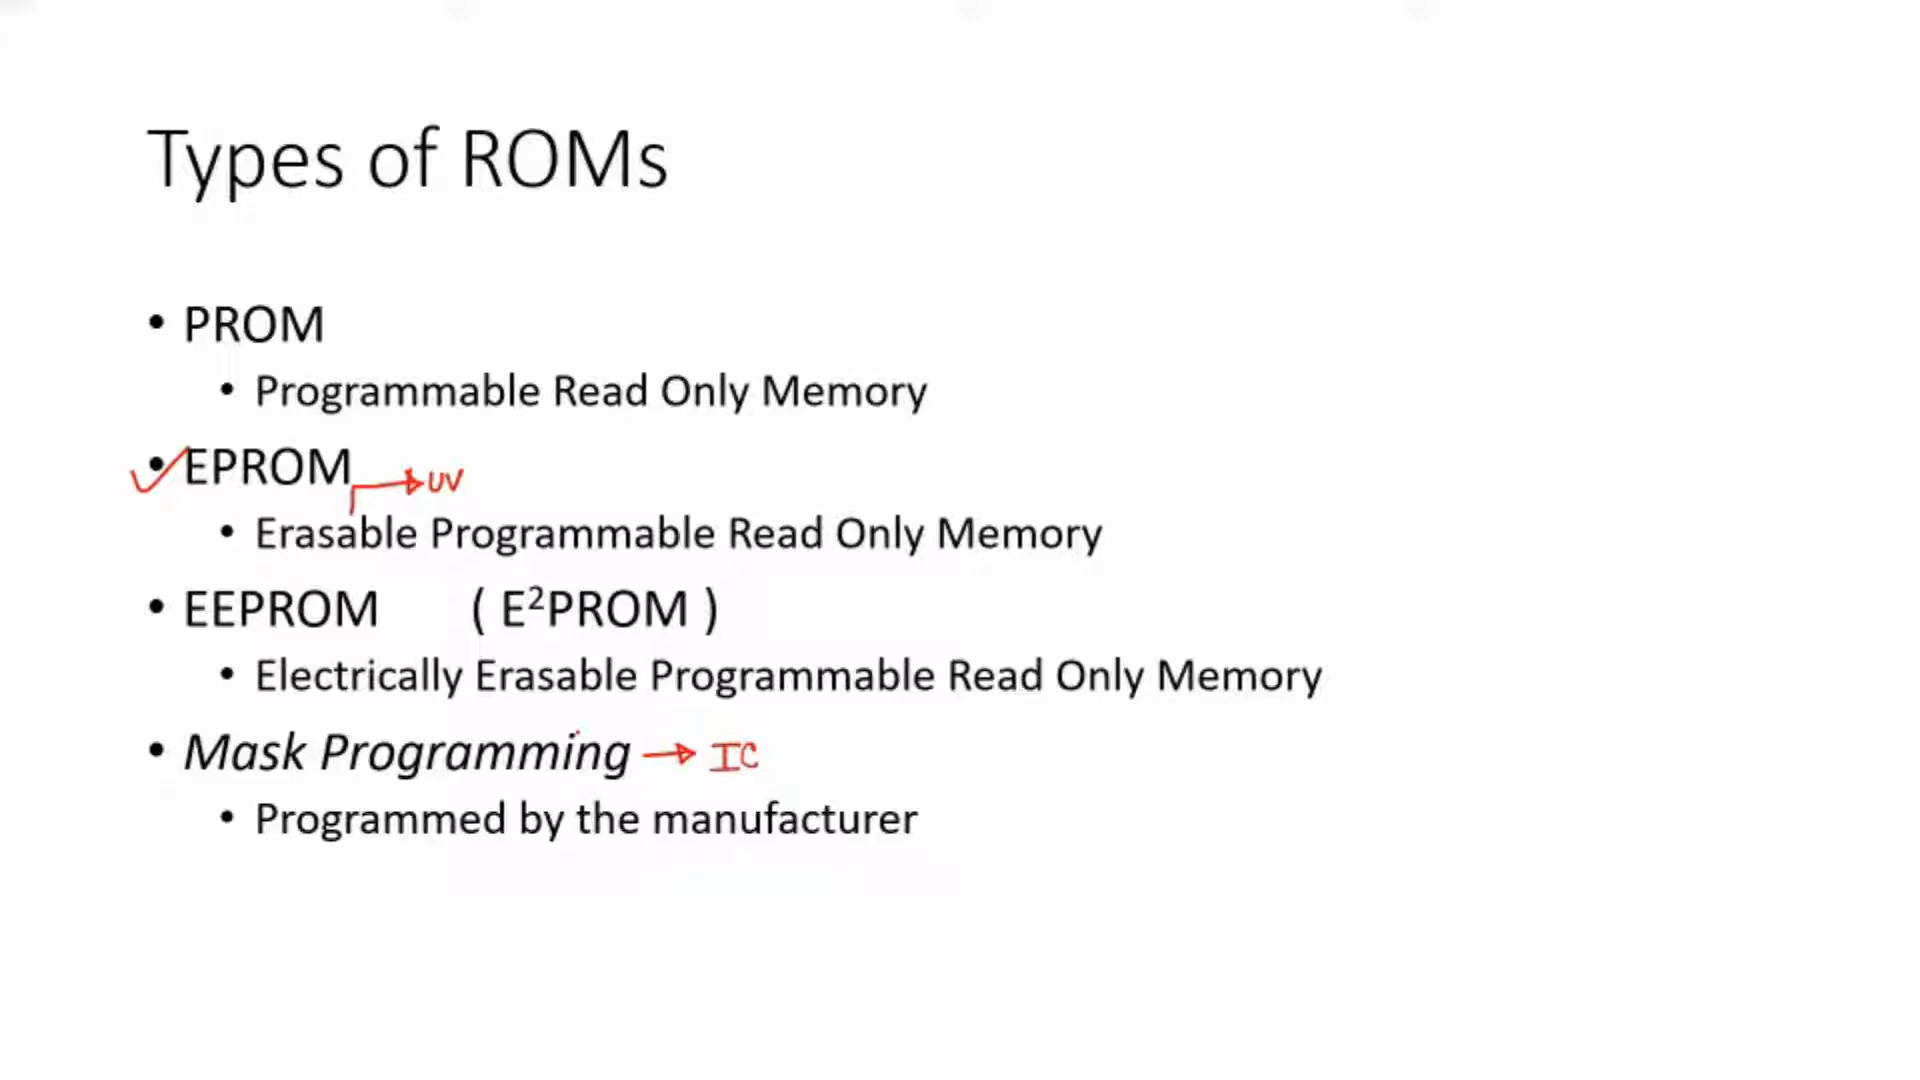 Types of ROMs
• PROM
• Programmable Read Only Memory
• EPROM → UV
• Erasable Programmable Read Only Memory
• EEPROM ( E²PROM )
• Electrically Erasable Programmable Read Only Memory
• Mask Programming → IC
• Programmed by the manufacturer